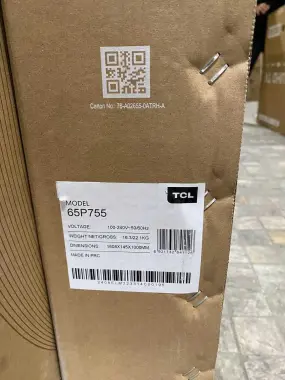 Carton No: 78-A02655-0ATRH-A
TCL
MODEL
65P755
VOLTAGE: 100-240V~50/60Hz
WEIGHT NET/GROSS:
DIMENSIONS:
MADE IN PRC